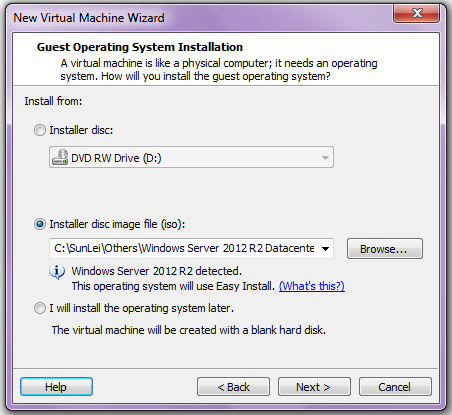 New Virtual Machine Wizard
Guest Operating System Installation
A virtual machine is like a physical computer; it needs an operating
system. How will you install the guest operating system?
Install from:
Installer disc:
DVD RW Drive (D:)
Installer disc image file (iso):
C:\SunLei\Others\Windows Server 2012 R2 Datacente
Browse...
Windows Server 2012 R2 detected.
This operating system will use Easy Install. (What's this?)
I will install the operating system later.
The virtual machine will be created with a blank hard disk.
Help
< Back
Next >
Cancel